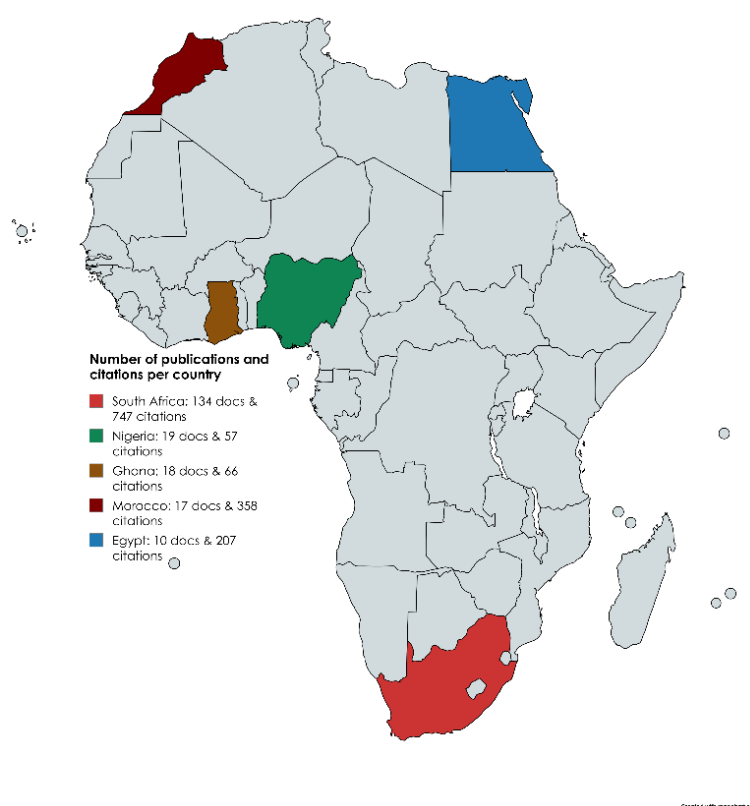 Number of publications and
citations per country
South Africa: 134 docs &
747 citations
Nigeria: 19 docs & 57
citations
Ghana: 18 docs & 66
citations
Morocco: 17 docs & 358
citations
Egypt: 10 docs & 207
citations